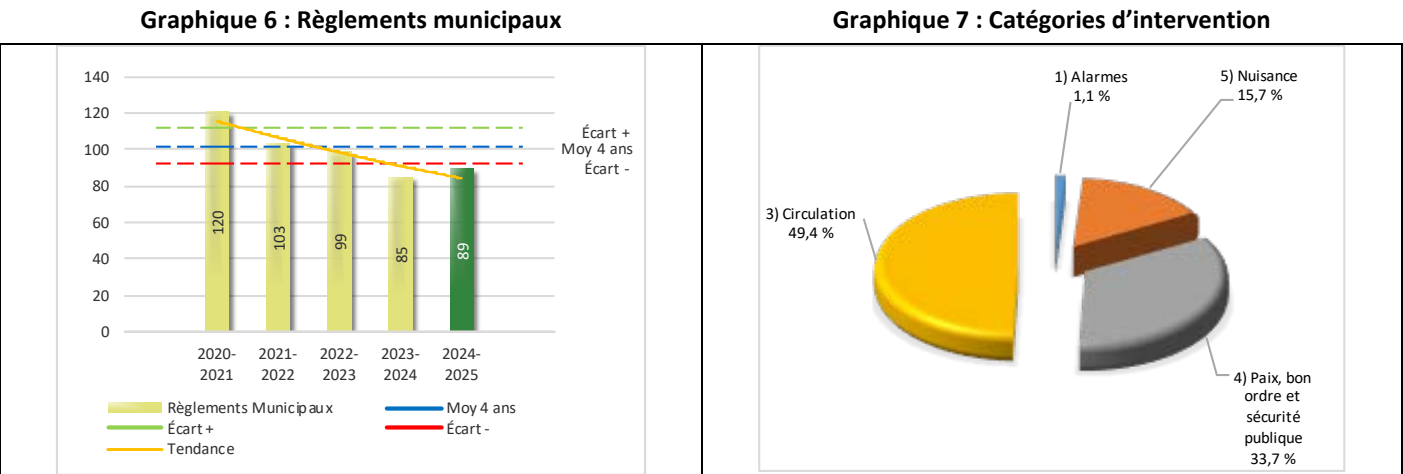 Graphique 6 : Règlements municipaux
140
120
100
80
60
40
20
0
120
103
99
85
89
Écart +
Moy 4 ans
Écart -
2020-
2021
2021-
2022
2022-
2023
2023-
2024
2024-
2025
Règlements Municipaux
Moy 4 ans
Écart +
Écart -
Tendance
Graphique 7 : Catégories d’intervention
1) Alarmes
1,1 %
5) Nuisance
15,7 %
3) Circulation
49,4 %
4) Paix, bon
ordre et
sécurité
publique
33,7 %